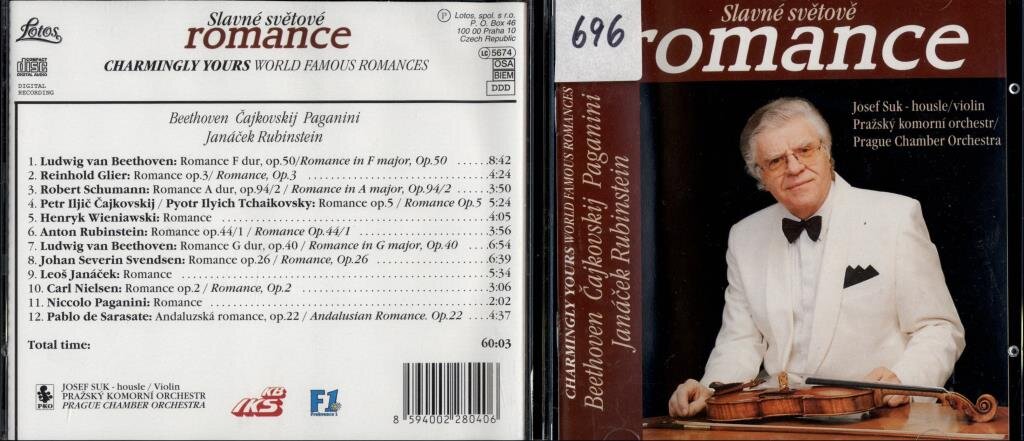 Lotos
COMPACT
disc
DIGITAL AUDIO
DIGITAL
RECORDING
Slavné světové
romance
CHARMINGLY YOURS WORLD FAMOUS ROMANCES
Ⓟ Lotos, spol. s r.o.
P. O. Box 46
100 00 Praha 10
Czech Republic
LC 5674
OSA
BIEM
DDD
Beethoven Čajkovskij Paganini
Janáček Rubinstein
1. Ludwig van Beethoven: Romance F dur, op.50/Romance in F major, Op.50 ......8:42
2. Reinhold Glier: Romance op.3/ Romance, Op.3 ......4:24
3. Robert Schumann: Romance A dur, op.94/2 / Romance in A major, Op.94/2 ......3:50
4. Petr Iljič Čajkovskij / Pyotr Ilyich Tchaikovsky: Romance op.5 / Romance Op.5 5:24
5. Henryk Wieniawski: Romance ......4:05
6. Anton Rubinstein: Romance op.44/1 / Romance Op.44/1 ......3:56
7. Ludwig van Beethoven: Romance G dur, op.40 / Romance in G major, Op.40 ....6:54
8. Johan Severin Svendsen: Romance op.26 / Romance, Op.26 ......6:39
9. Leoš Janáček: Romance ......5:34
10. Carl Nielsen: Romance op.2 / Romance, Op.2 ......3:06
11. Niccolo Paganini: Romance ......2:02
12. Pablo de Sarasate: Andaluzská romance, op.22 / Andalusian Romance. Op.22 ....4:37
Total time: 60:03
PKO
JOSEF SUK - housle / Violin
PRAŽSKÝ KOMORNÍ ORCHESTR
PRAGUE CHAMBER ORCHESTRA
IKS KB
F1
8 594002 280406
696
Slavné světově
romance
CHARMINGLY YOURS WORLD FAMOUS ROMANCES
Beethoven Čajkovskij Paganini
Janáček Rubinstein
Josef Suk - housle/violin
Pražský komorní orchestr/
Prague Chamber Orchestra